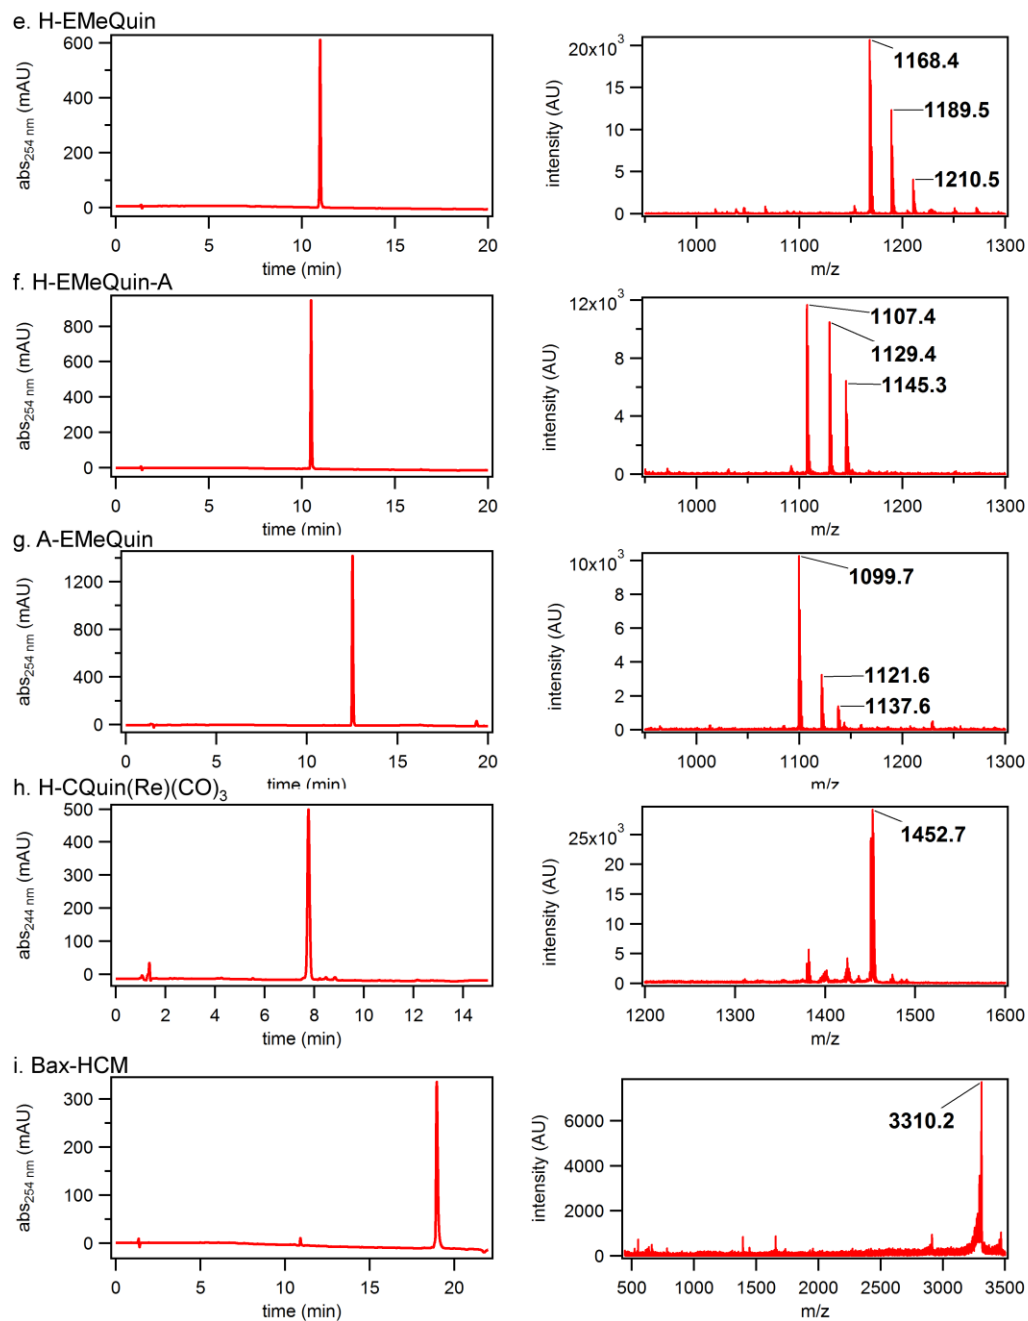 e. H-EMeQuin
abs254 nm (mAU)
600
400
200
0
0 5 10 15 20
time (min)
intensity (AU)
20x10³
15
10
5
0
1168.4
1189.5
1210.5
1000 1100 1200 1300
m/z
f. H-EMeQuin-A
abs254 nm (mAU)
800
600
400
200
0
0 5 10 15 20
time (min)
intensity (AU)
12x10³
8
4
0
1107.4
1129.4
1145.3
1000 1100 1200 1300
m/z
g. A-EMeQuin
abs254 nm (mAU)
1200
800
400
0
0 5 10 15 20
time (min)
intensity (AU)
10x10³
8
6
4
2
0
1099.7
1121.6
1137.6
1000 1100 1200 1300
m/z
h. H-CQuin(Re)(CO)₃
abs244 nm (mAU)
500
400
300
200
100
0
0 2 4 6 8 10 12 14
time (min)
intensity (AU)
25x10³
20
15
10
5
0
1452.7
1200 1300 1400 1500 1600
m/z
i. Bax-HCM
abs254 nm (mAU)
300
200
100
0
0 5 10 15 20
time (min)
intensity (AU)
6000
4000
2000
0
3310.2
500 1000 1500 2000 2500 3000 3500
m/z